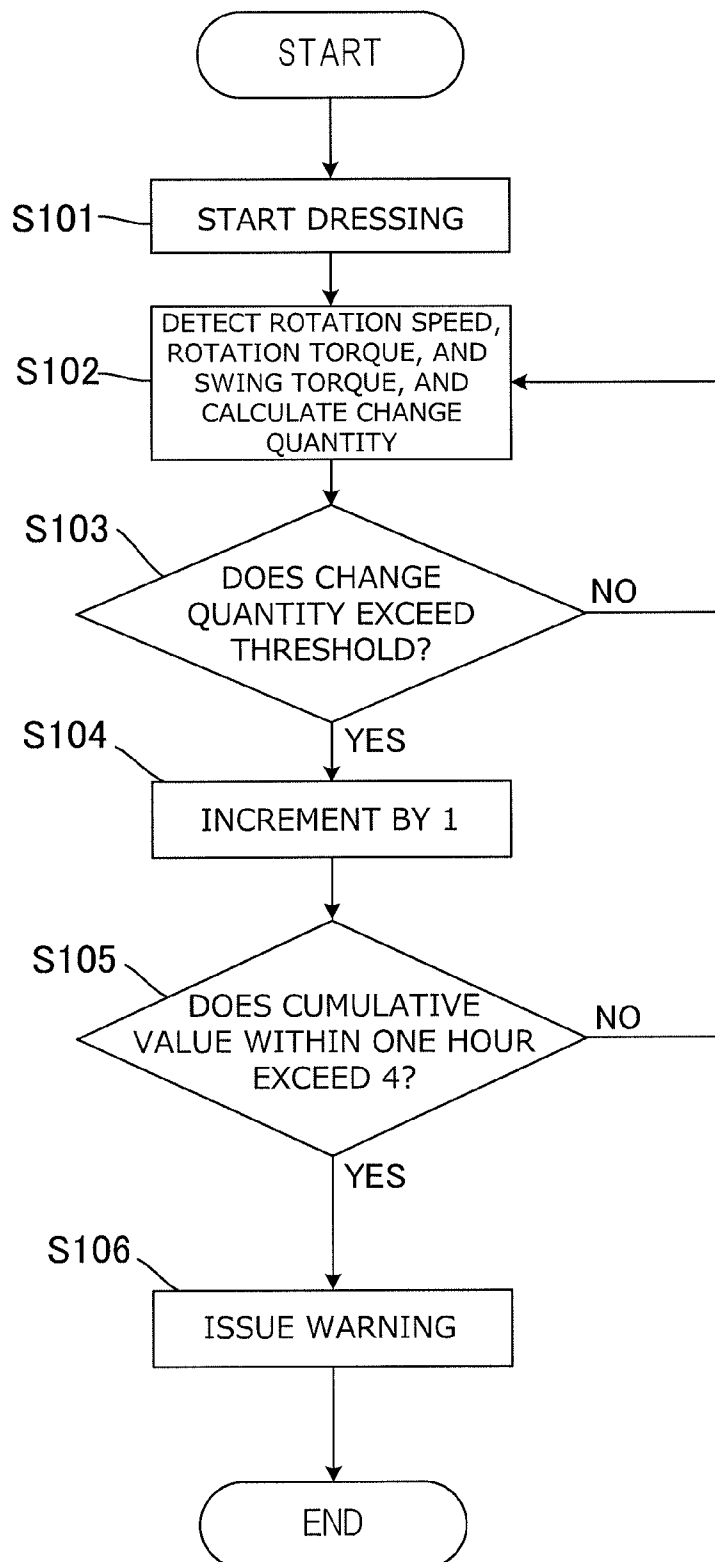 START
S101
START DRESSING
S102
DETECT ROTATION SPEED,
ROTATION TORQUE, AND
SWING TORQUE, AND
CALCULATE CHANGE
QUANTITY
S103
DOES CHANGE
QUANTITY EXCEED
THRESHOLD?
NO
YES
S104
INCREMENT BY 1
S105
DOES CUMULATIVE
VALUE WITHIN ONE HOUR
EXCEED 4?
NO
YES
S106
ISSUE WARNING
END